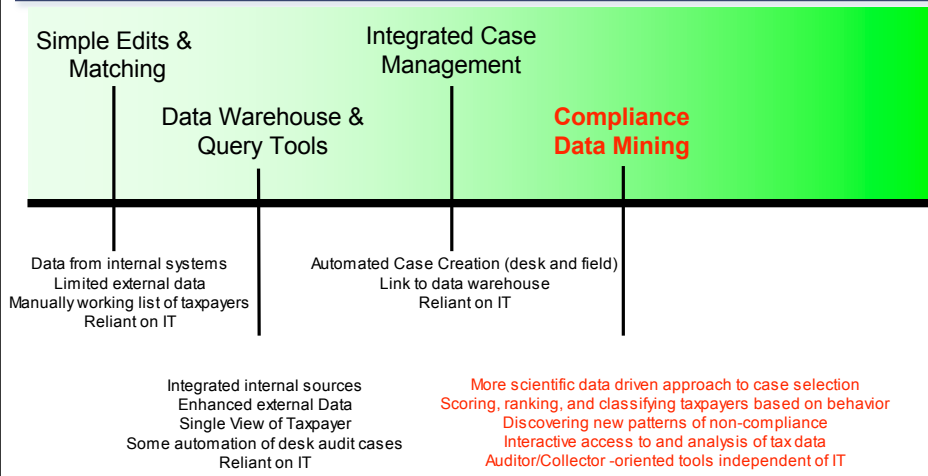 Simple Edits &
Matching
Integrated Case
Management
Data Warehouse &
Query Tools
Compliance
Data Mining
Data from internal systems
Limited external data
Manually working list of taxpayers
Reliant on IT
Automated Case Creation (desk and field)
Link to data warehouse
Reliant on IT
Integrated internal sources
Enhanced external Data
Single View of Taxpayer
Some automation of desk audit cases
Reliant on IT
More scientific data driven approach to case selection
Scoring, ranking, and classifying taxpayers based on behavior
Discovering new patterns of non-compliance
Interactive access to and analysis of tax data
Auditor/Collector -oriented tools independent of IT